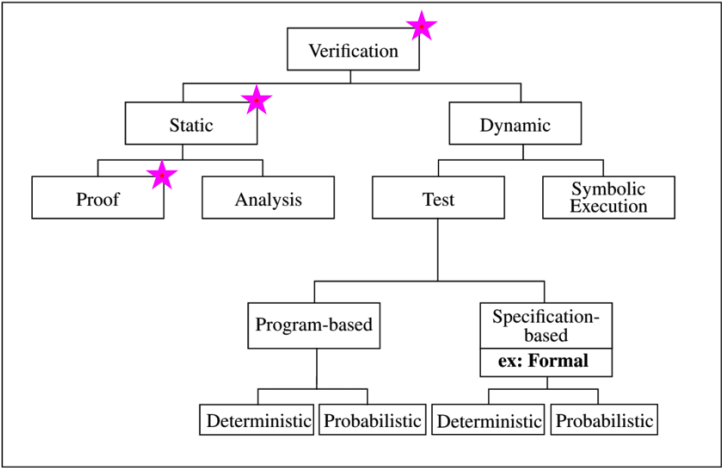 Verification
Static
Dynamic
Proof
Analysis
Test
Symbolic
Execution
Program-based
Specification-
based
ex: Formal
Deterministic
Probabilistic
Deterministic
Probabilistic